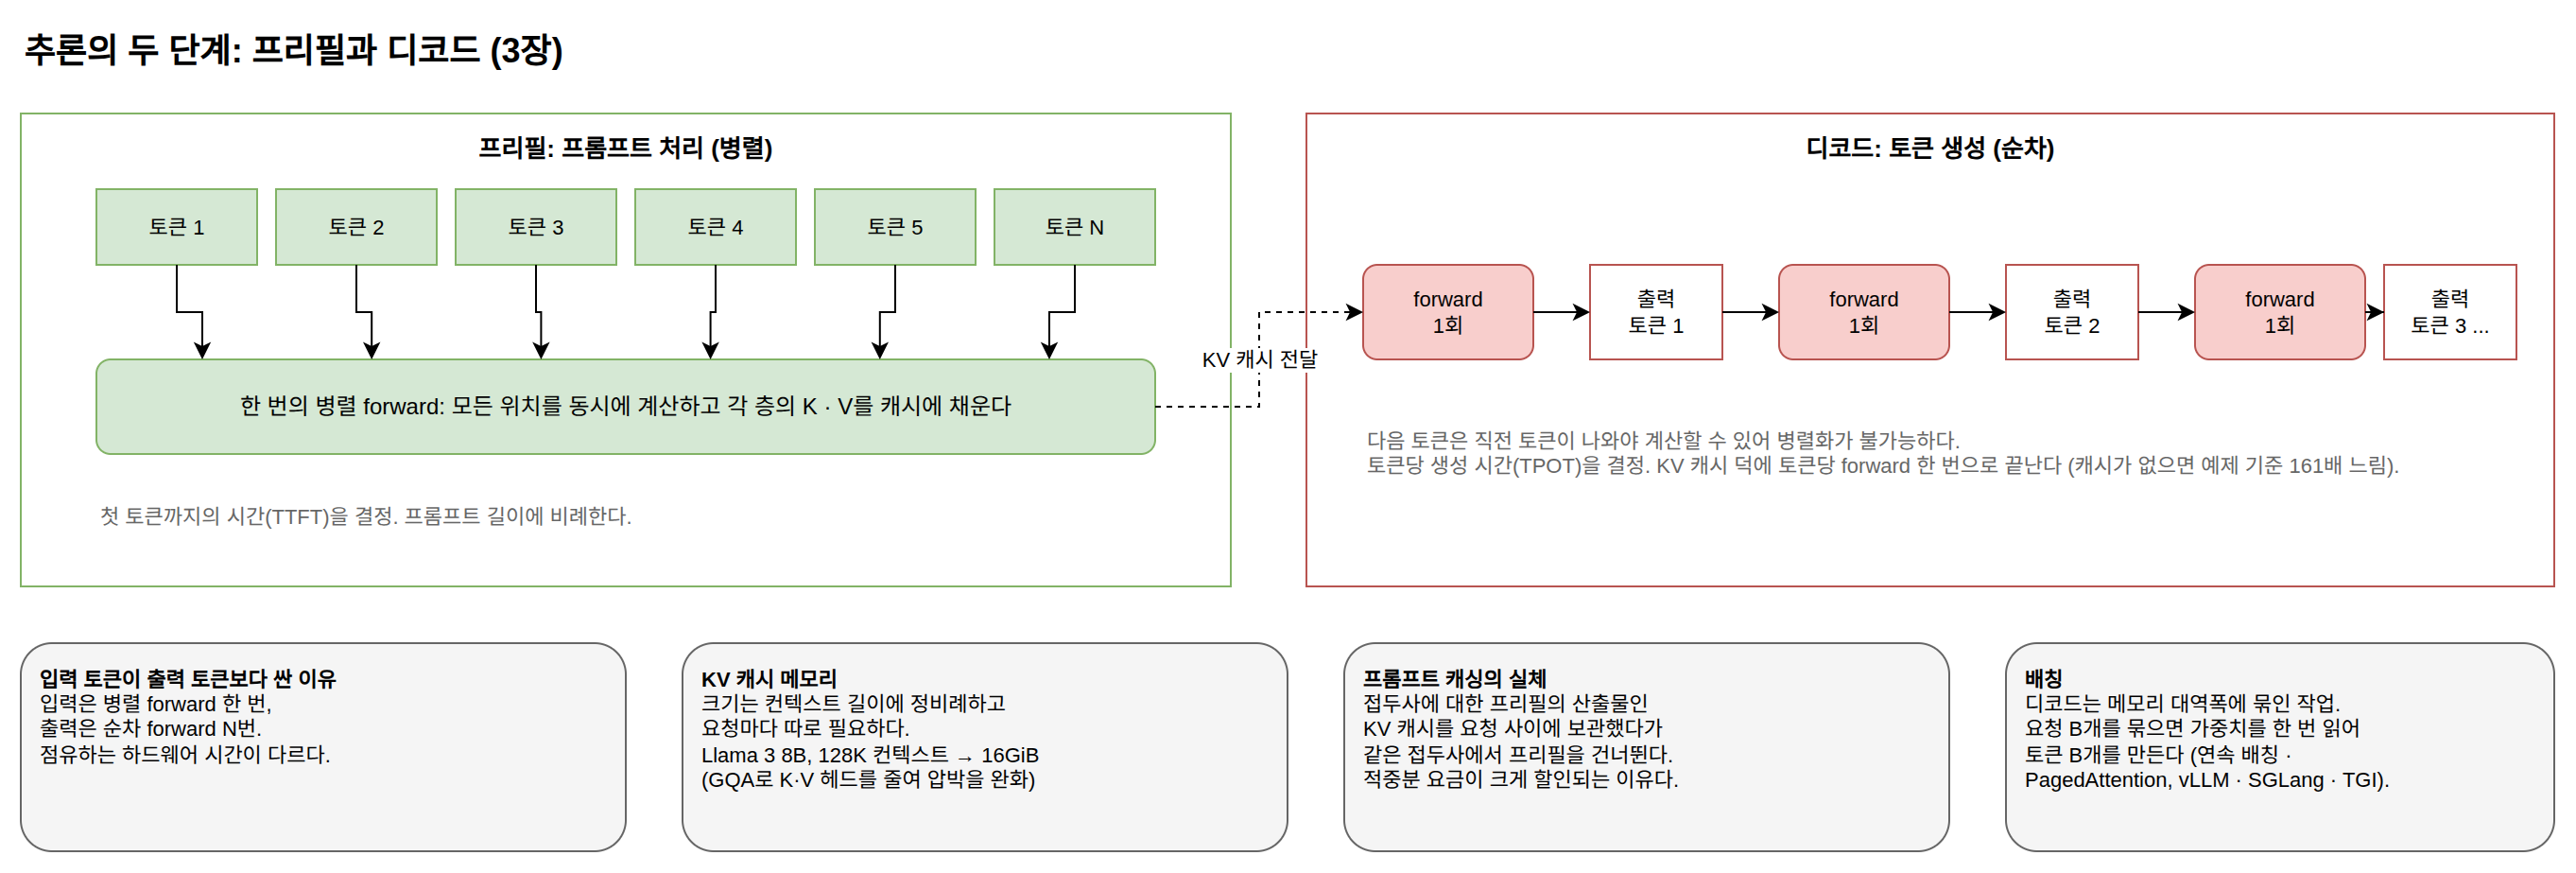 추론의 두 단계: 프리필과 디코드 (3장)
프리필: 프롬프트 처리 (병렬)
토큰 1
토큰 2
토큰 3
토큰 4
토큰 5
토큰 N
한 번의 병렬 forward: 모든 위치를 동시에 계산하고 각 층의 K · V를 캐시에 채운다
첫 토큰까지의 시간(TTFT)을 결정. 프롬프트 길이에 비례한다.
KV 캐시 전달
디코드: 토큰 생성 (순차)
forward
1회
출력
토큰 1
forward
1회
출력
토큰 2
forward
1회
출력
토큰 3 ...
다음 토큰은 직전 토큰이 나와야 계산할 수 있어 병렬화가 불가능하다.
토큰당 생성 시간(TPOT)을 결정. KV 캐시 덕에 토큰당 forward 한 번으로 끝난다 (캐시가 없으면 예제 기준 161배 느림).
입력 토큰이 출력 토큰보다 싼 이유
입력은 병렬 forward 한 번,
출력은 순차 forward N번.
점유하는 하드웨어 시간이 다르다.
KV 캐시 메모리
크기는 컨텍스트 길이에 정비례하고
요청마다 따로 필요하다.
Llama 3 8B, 128K 컨텍스트 → 16GiB
(GQA로 K·V 헤드를 줄여 압박을 완화)
프롬프트 캐싱의 실체
접두사에 대한 프리필의 산출물인
KV 캐시를 요청 사이에 보관했다가
같은 접두사에서 프리필을 건너뛴다.
적중분 요금이 크게 할인되는 이유다.
배칭
디코드는 메모리 대역폭에 묶인 작업.
요청 B개를 묶으면 가중치를 한 번 읽어
토큰 B개를 만든다 (연속 배칭 ·
PagedAttention, vLLM · SGLang · TGI).